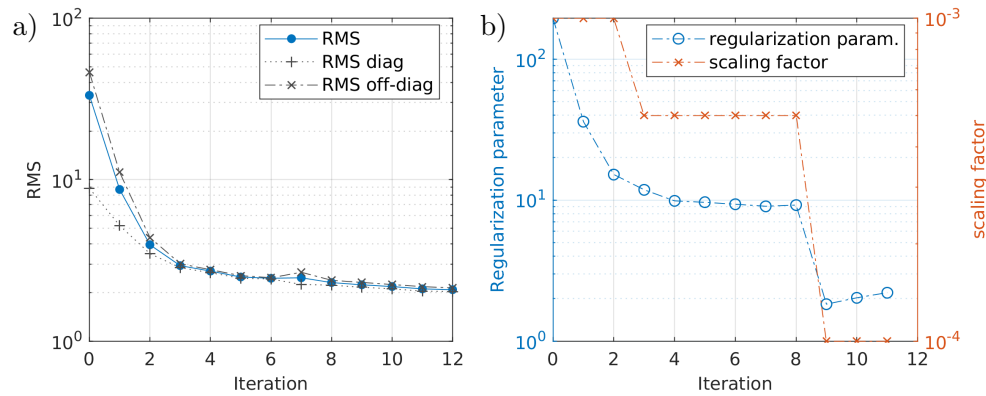 a)
10^2
10^1
10^0
RMS
RMS
RMS diag
RMS off-diag
0 2 4 6 8 10 12
Iteration
b)
10^2
10^1
10^0
Regularization parameter
regularization param.
scaling factor
10^-3
10^-4
scaling factor
0 2 4 6 8 10 12
Iteration